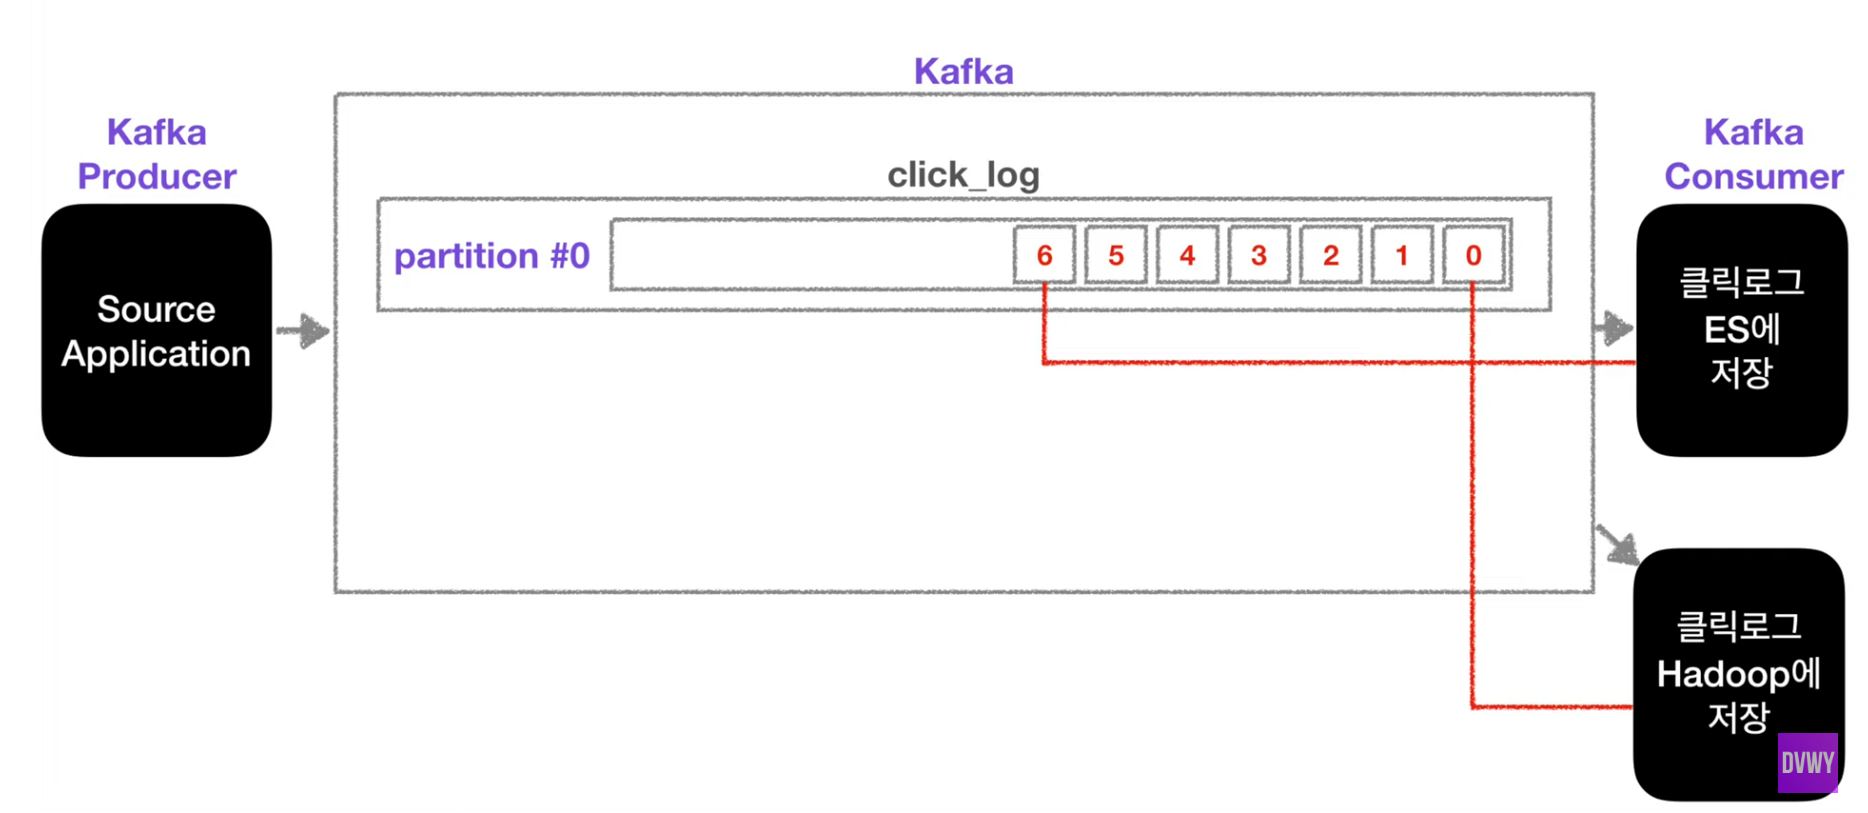 Kafka
Kafka
Producer
Kafka
Consumer
click_log
partition #0
6 5 4 3 2 1 0
Source
Application
클릭로그
ES에
저장
클릭로그
Hadoop에
저장
DVWY